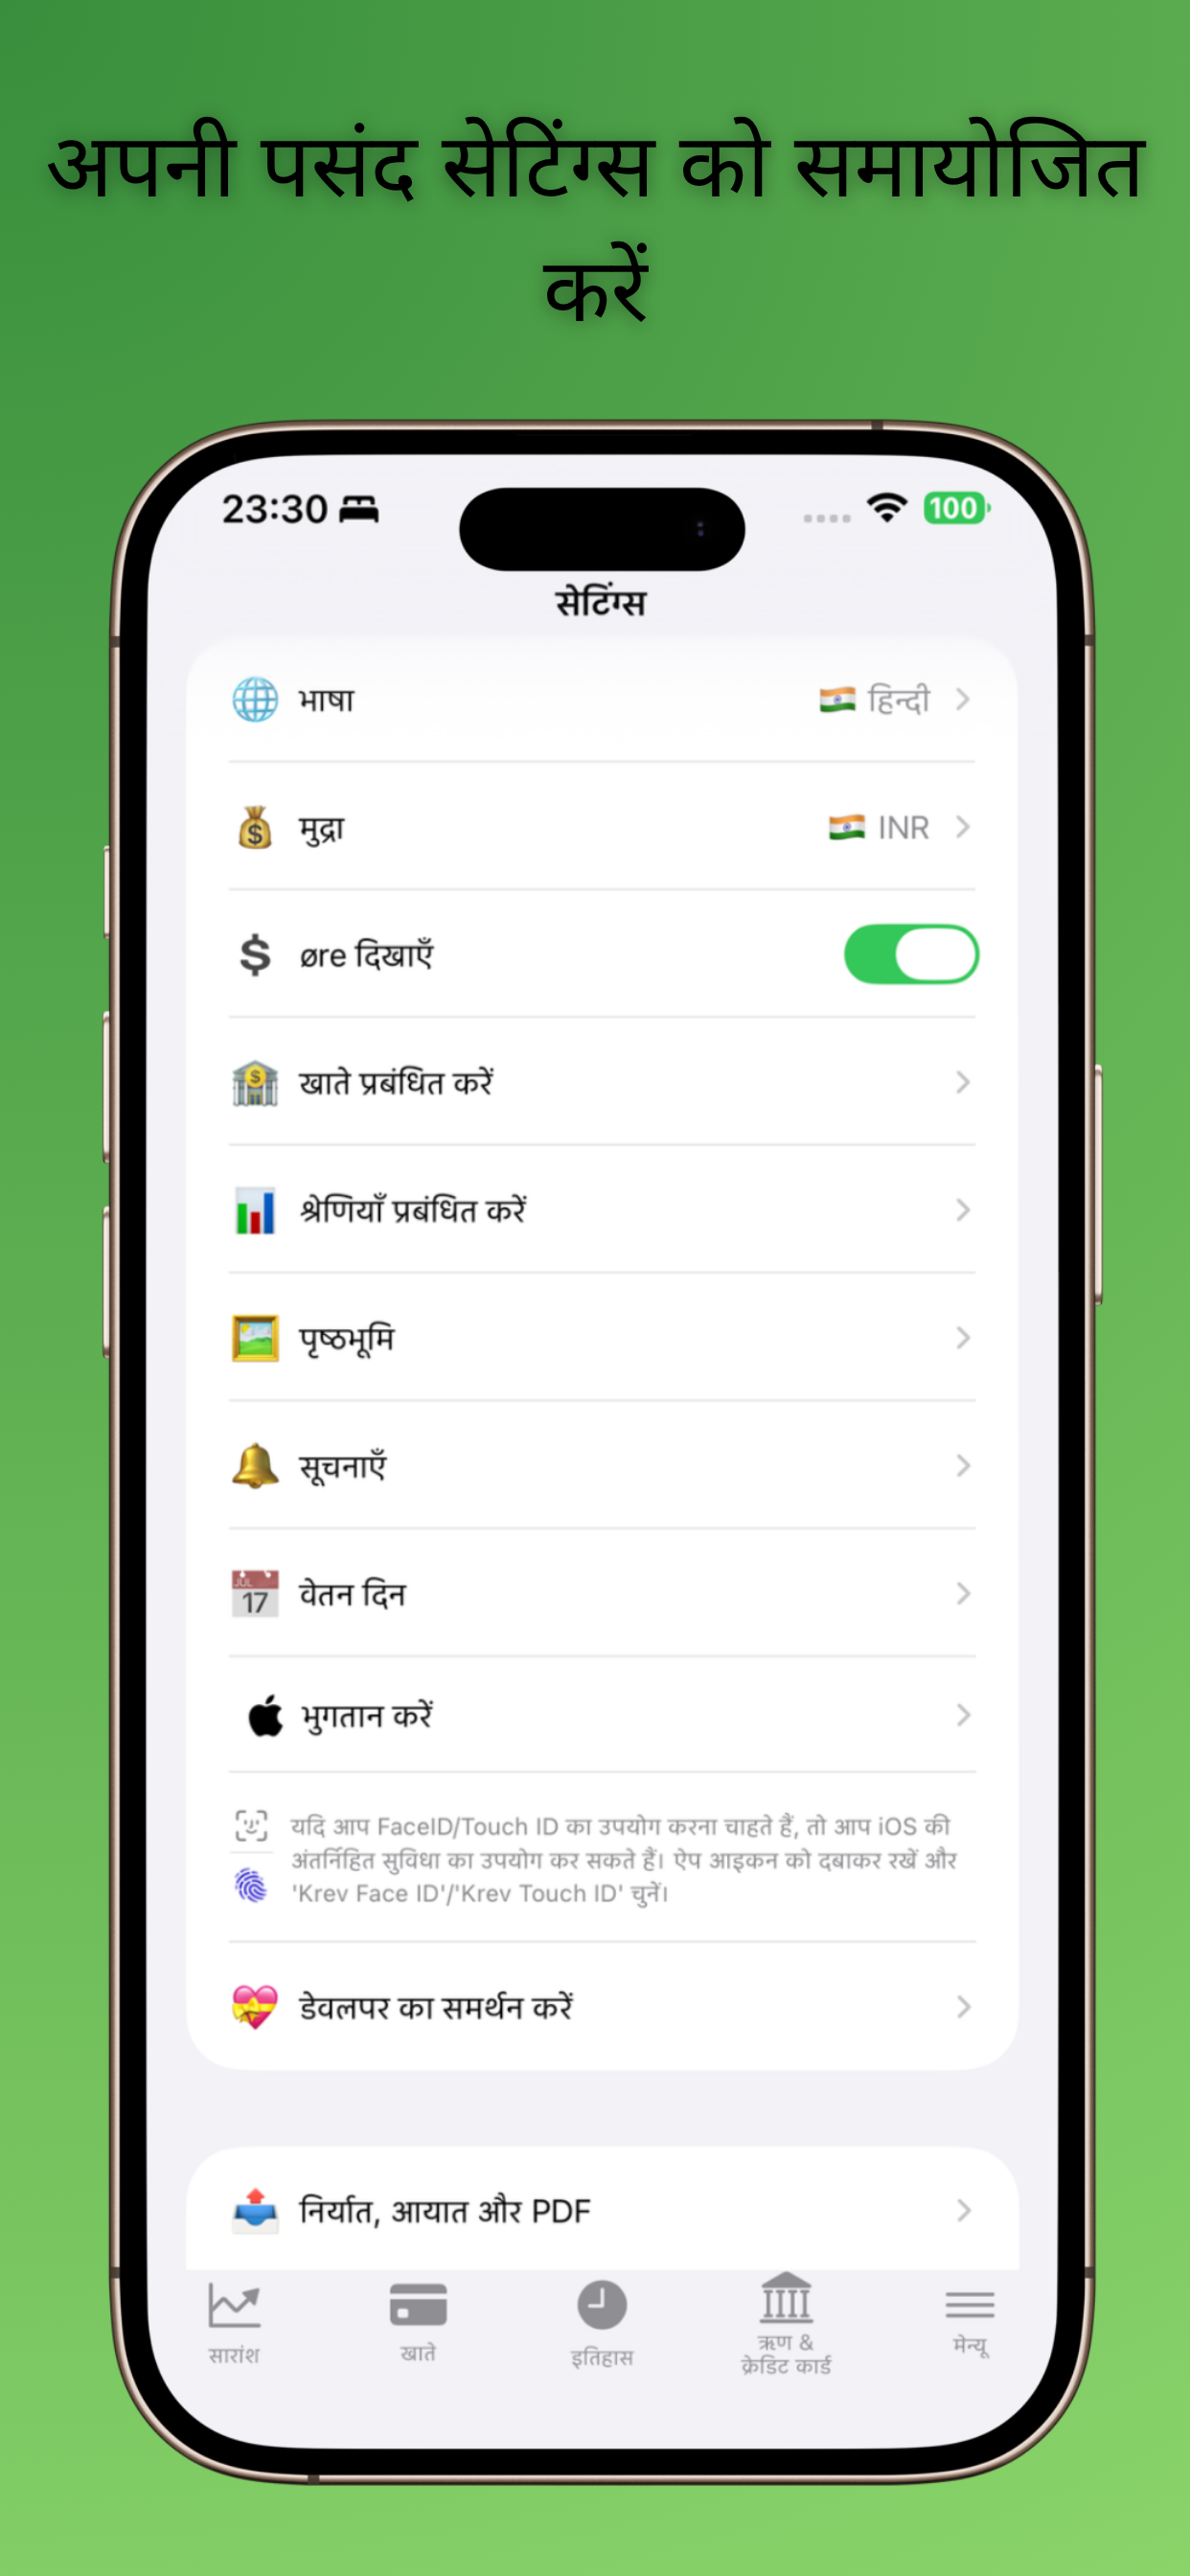 अपनी पसंद सेटिंग्स को समायोजित
करें
23:30
100
सेटिंग्स
भाषा
हिन्दी
मुद्रा
INR
øre दिखाएँ
खाते प्रबंधित करें
श्रेणियाँ प्रबंधित करें
पृष्ठभूमि
सूचनाएँ
JUL
17
वेतन दिन
भुगतान करें
यदि आप FaceID/Touch ID का उपयोग करना चाहते हैं, तो आप iOS की
अंतर्निहित सुविधा का उपयोग कर सकते हैं। ऐप आइकन को दबाकर रखें और
'Krev Face ID'/'Krev Touch ID' चुनें।
डेवलपर का समर्थन करें
निर्यात, आयात और PDF
सारांश
खाते
इतिहास
ऋण &
क्रेडिट कार्ड
मेन्यू